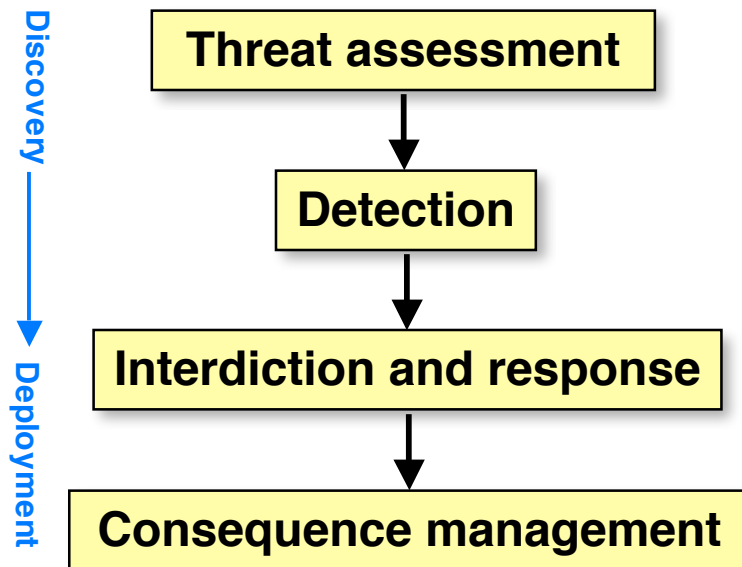 Discovery
Deployment
Threat assessment
Detection
Interdiction and response
Consequence management